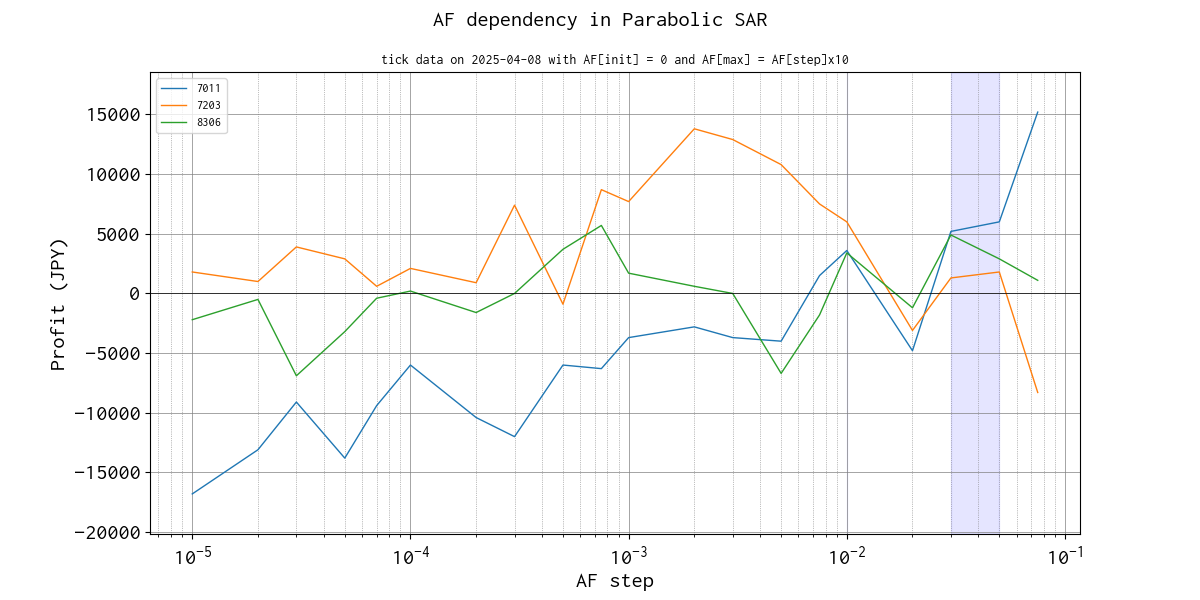 AF dependency in Parabolic SAR
tick data on 2025-04-08 with AF[init] = 0 and AF[max] = AF[step]x10
7011
7203
8306
15000
10000
5000
0
−5000
−10000
−15000
−20000
Profit (JPY)
10⁻⁵ 10⁻⁴ 10⁻³ 10⁻² 10⁻¹
AF step